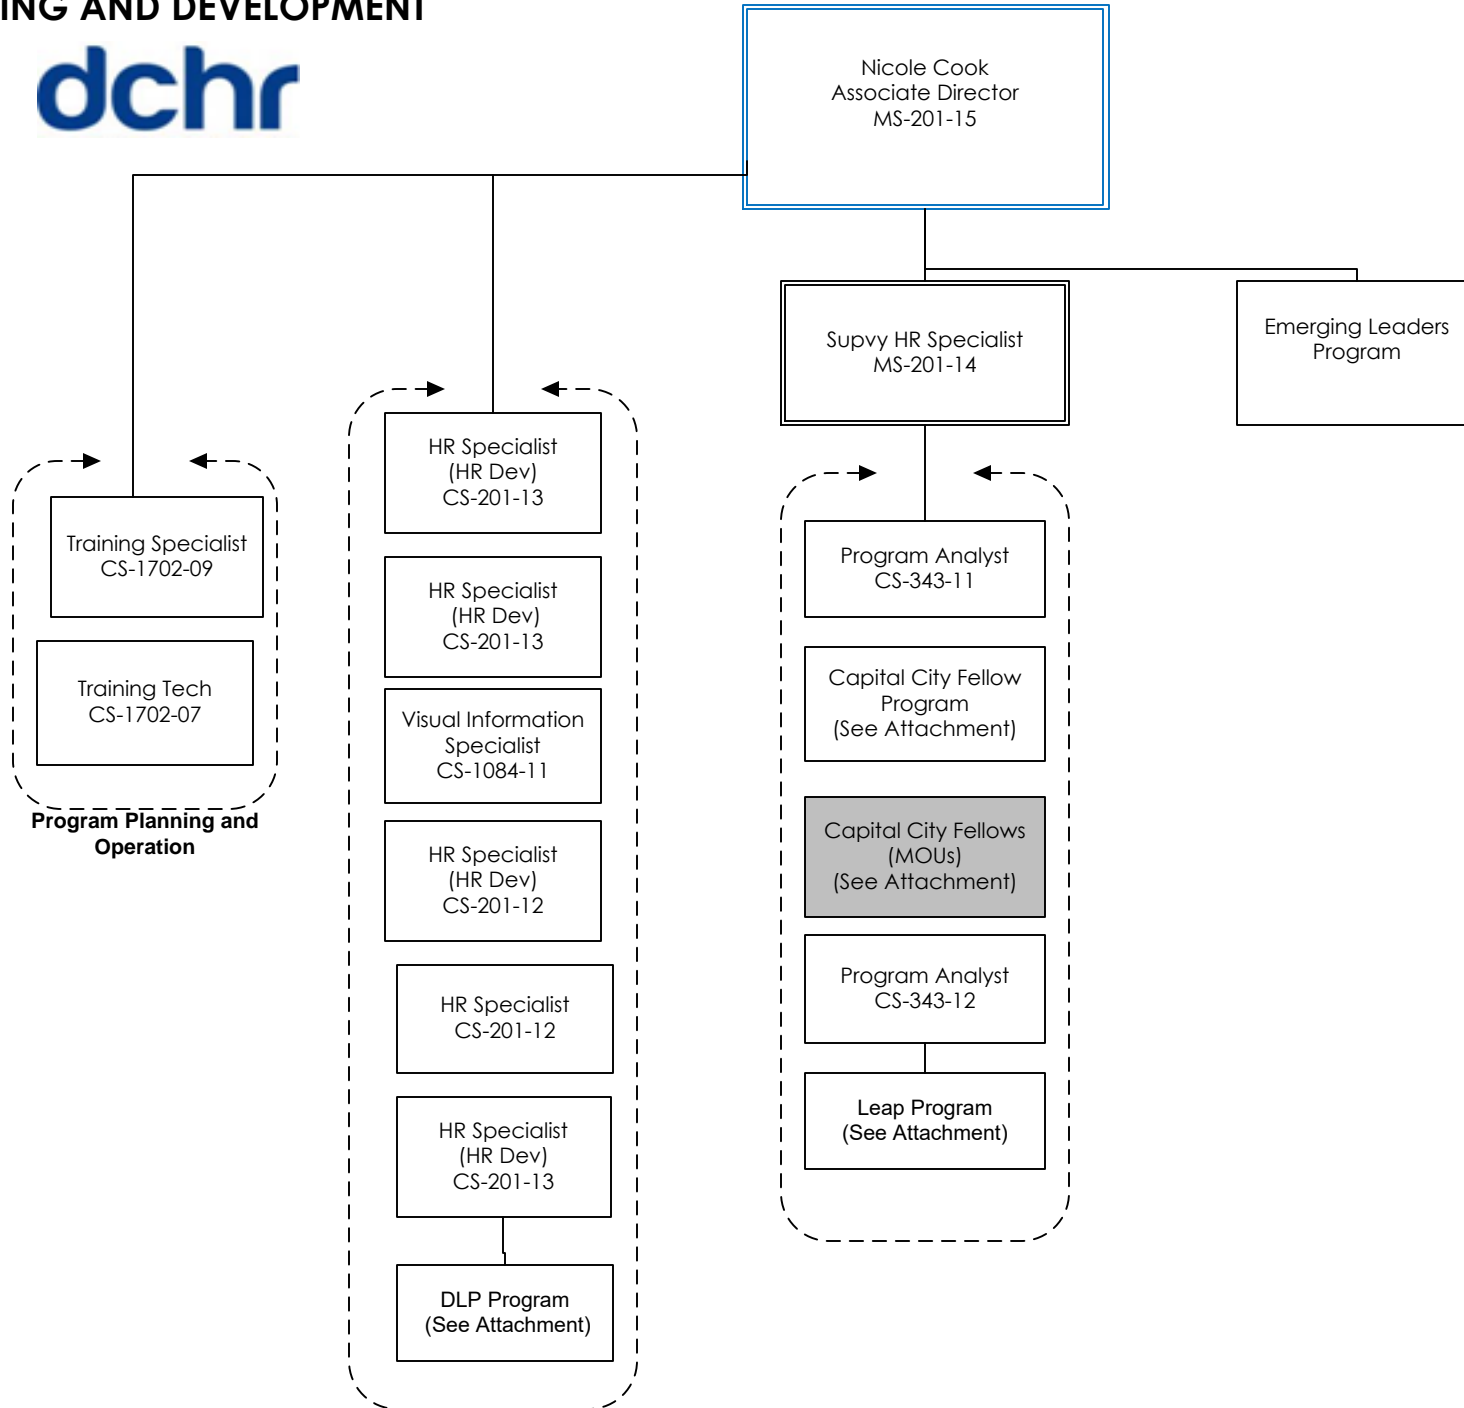 ING AND DEVELOPMENT
dchr
Nicole Cook
Associate Director
MS-201-15
Supvy HR Specialist
MS-201-14
Emerging Leaders
Program
Training Specialist
CS-1702-09
Training Tech
CS-1702-07
Program Planning and
Operation
HR Specialist
(HR Dev)
CS-201-13
HR Specialist
(HR Dev)
CS-201-13
Visual Information
Specialist
CS-1084-11
HR Specialist
(HR Dev)
CS-201-12
HR Specialist
CS-201-12
HR Specialist
(HR Dev)
CS-201-13
DLP Program
(See Attachment)
Program Analyst
CS-343-11
Capital City Fellow
Program
(See Attachment)
Capital City Fellows
(MOUs)
(See Attachment)
Program Analyst
CS-343-12
Leap Program
(See Attachment)